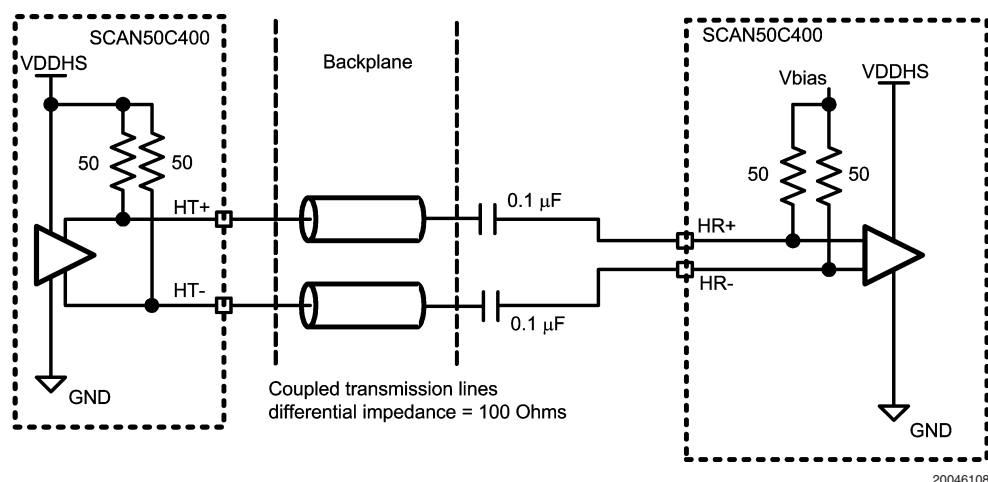 SCAN50C400
VDDHS
50
50
HT+
HT-
GND
Backplane
0.1 μF
0.1 μF
Coupled transmission lines
differential impedance = 100 Ohms
SCAN50C400
Vbias
VDDHS
50
50
HR+
HR-
GND
20046108